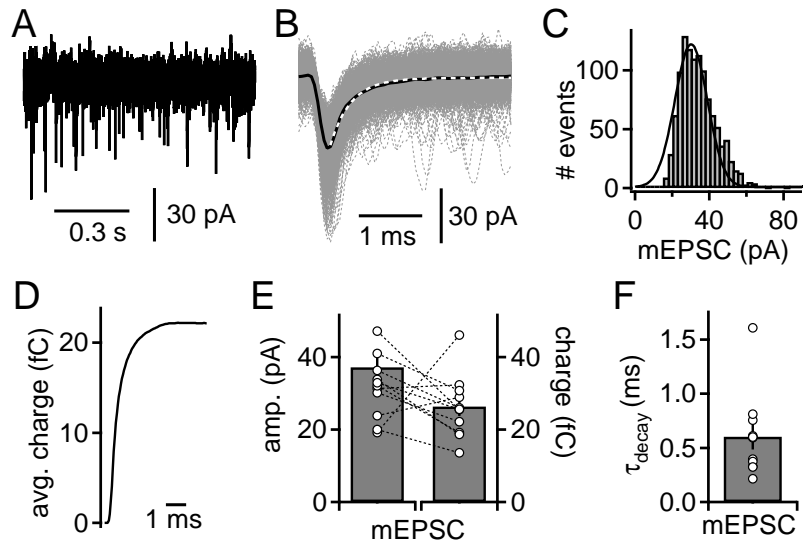 A
0.3 s
30 pA
B
1 ms
30 pA
C
# events
100
50
0
0
40
80
mEPSC (pA)
D
avg. charge (fC)
20
10
0
1 ms
E
amp. (pA)
40
20
0
charge (fC)
40
20
0
mEPSC
F
τdecay (ms)
1.5
1.0
0.5
0.0
mEPSC